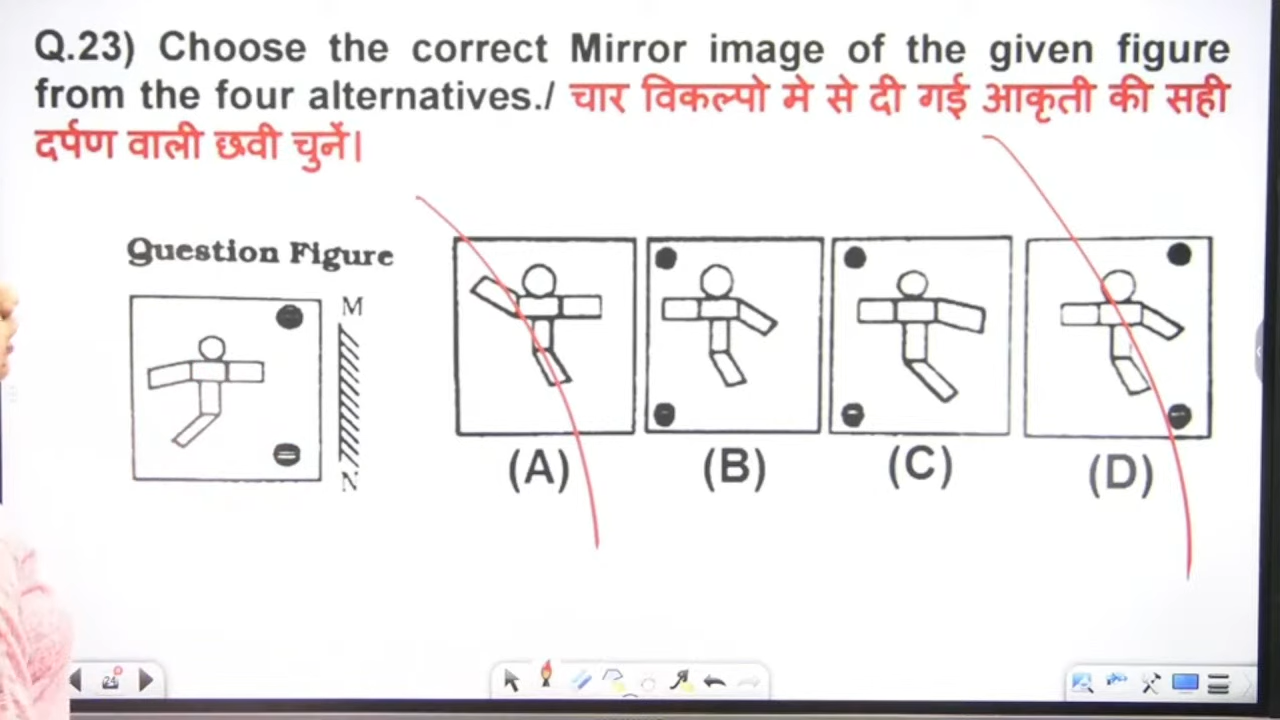 Q.23) Choose the correct Mirror image of the given figure
from the four alternatives./ चार विकल्पो मे से दी गई आकृती की सही
दर्पण वाली छवी चुनें।
Question Figure
M
N
(A) (B) (C) (D)
24